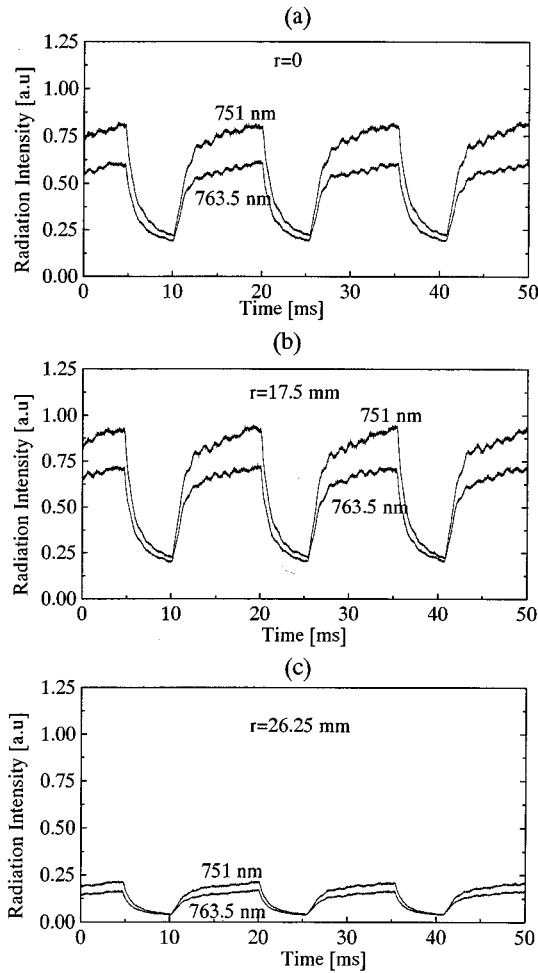 (a)
Radiation Intensity [a.u]
1.25
1.00
0.75
0.50
0.25
0.00
r=0
751 nm
763.5 nm
0 10 20 30 40 50
Time [ms]
(b)
Radiation Intensity [a.u]
1.25
1.00
0.75
0.50
0.25
0.00
r=17.5 mm
751 nm
763.5 nm
0 10 20 30 40 50
Time [ms]
(c)
Radiation Intensity [a.u]
1.25
1.00
0.75
0.50
0.25
0.00
r=26.25 mm
751 nm
763.5 nm
0 10 20 30 40 50
Time [ms]